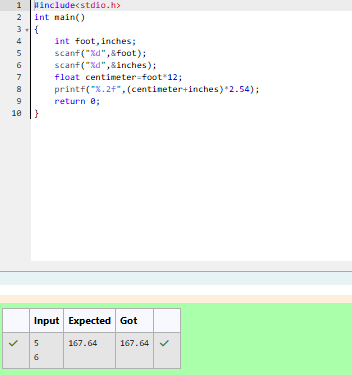 1 #include<stdio.h>
2 int main()
3 {
4 int foot,inches;
5 scanf("%d",&foot);
6 scanf("%d",&inches);
7 float centimeter=foot*12;
8 printf("%.2f",(centimeter+inches)*2.54);
9 return 0;
10 }
Input Expected Got
5 167.64 167.64
6